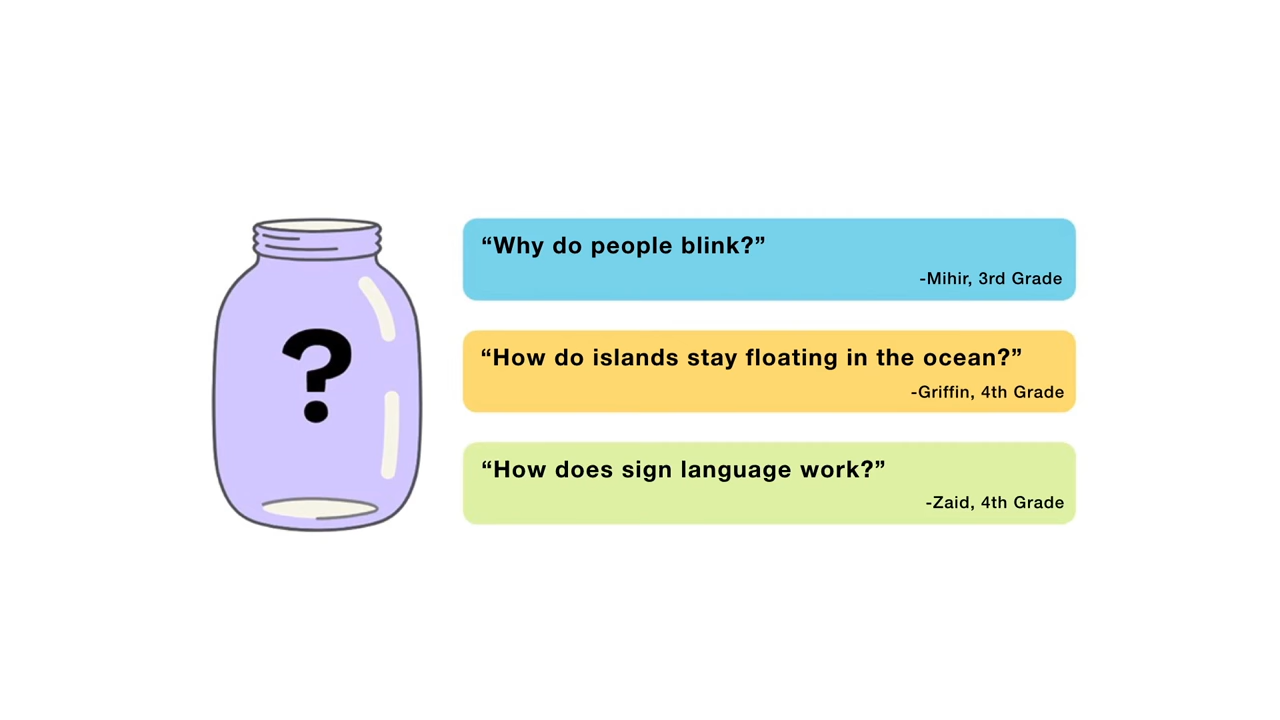 ?
“Why do people blink?”
-Mihir, 3rd Grade
“How do islands stay floating in the ocean?”
-Griffin, 4th Grade
“How does sign language work?”
-Zaid, 4th Grade